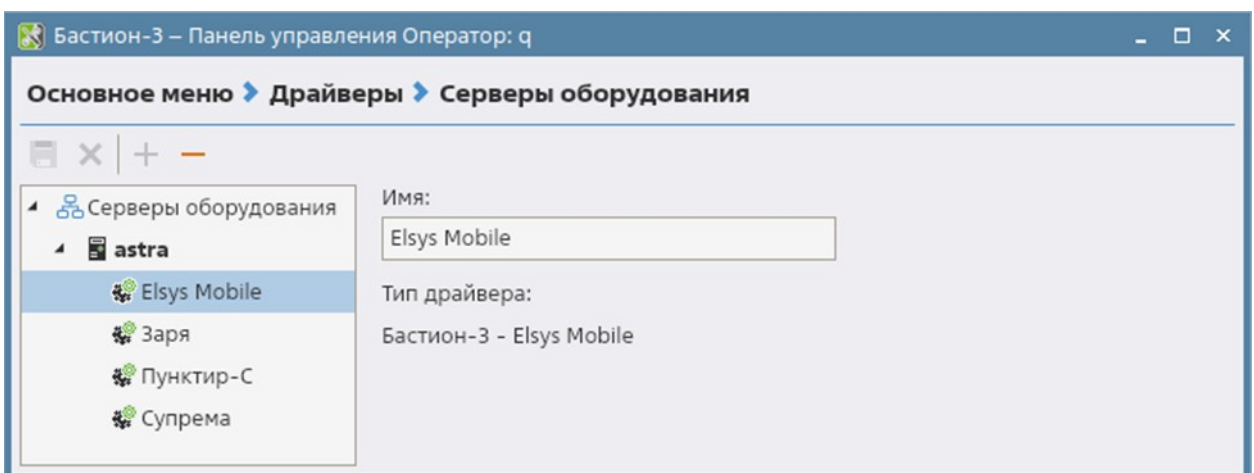 Бастион-3 – Панель управления Оператор: q
Основное меню Драйверы Серверы оборудования
Серверы оборудования
astra
Elsys Mobile
Заря
Пунктир-С
Супрема
Имя:
Elsys Mobile
Тип драйвера:
Бастион-3 - Elsys Mobile